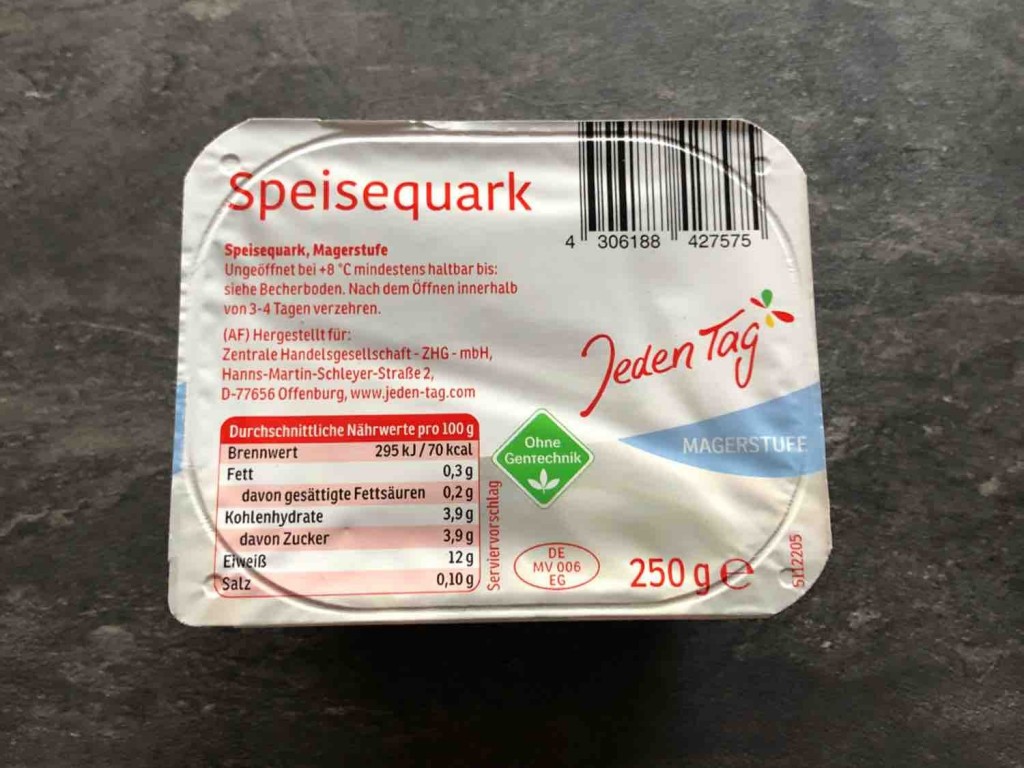 Speisequark
4 306188 427575
Speisequark, Magerstufe
Ungeöffnet bei +8 °C mindestens haltbar bis:
siehe Becherboden. Nach dem Öffnen innerhalb
von 3-4 Tagen verzehren.
(AF) Hergestellt für:
Zentrale Handelsgesellschaft - ZHG - mbH,
Hanns-Martin-Schleyer-Straße 2,
D-77656 Offenburg, www.jeden-tag.com
Jeden Tag
MAGERSTUFE
Durchschnittliche Nährwerte pro 100 g
Brennwert 295 kJ / 70 kcal
Fett 0,3 g
davon gesättigte Fettsäuren 0,2 g
Kohlenhydrate 3,9 g
davon Zucker 3,9 g
Eiweiß 12 g
Salz 0,10 g
Serviervorschlag
Ohne
GenTechnik
DE
MV 006
EG
250 g e
5112205